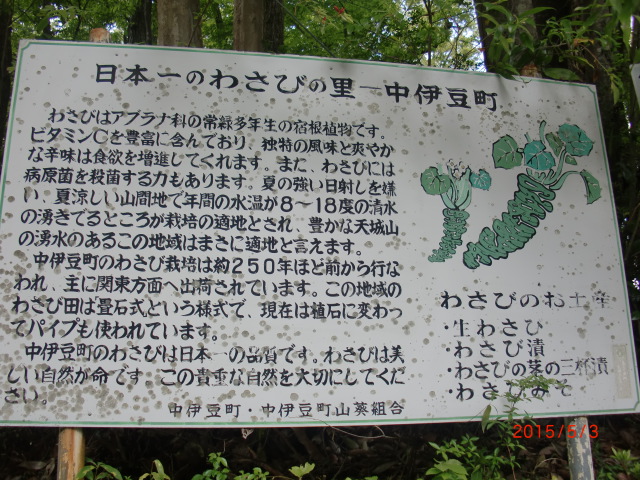 日本一のわさびの里ー中伊豆町
わさびはアブラナ科の常緑多年生の宿根植物です。
ビタミンCを豊富に含んでおり、独特の風味と爽やか
な辛味は食欲を増進してくれます。また、わさびには
病原菌を殺菌する力もあります。夏の強い日射しを嫌
い、夏涼しい山間地で年間の水温が8～18度の清水
の湧きでるところが栽培の適地とされ、豊かな天城山
の湧水のあるこの地域はまさに適地と言えます。
中伊豆町のわさび栽培は約250年ほど前から行な
われ、主に関東方面へ出荷されています。この地域の
わさび田は畳石式という様式で、現在は植石に変わっ
てパイプも使われています。
中伊豆町のわさびは日本一の品質です。わさびは美
しい自然が命です。この貴重な自然を大切にしてくだ
さい。
中伊豆町・中伊豆町山葵組合
わさびのお土産
・生わさび
・わさび漬
・わさびの茎の三杯漬
・わさびみそ
2015/5/3